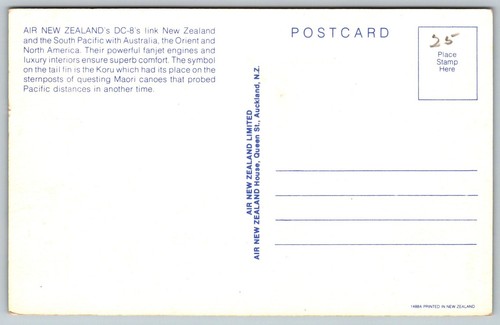 AIR NEW ZEALAND's DC-8's link New Zealand
and the South Pacific with Australia, the Orient and
North America. Their powerful fanjet engines and
luxury interiors ensure superb comfort. The symbol
on the tail fin is the Koru which had its place on the
sternposts of questing Maori canoes that probed
Pacific distances in another time.
AIR NEW ZEALAND LIMITED
AIR NEW ZEALAND House, Queen St., Auckland, N.Z.
POSTCARD
25
Place
Stamp
Here
PRINTED IN NEW ZEALAND